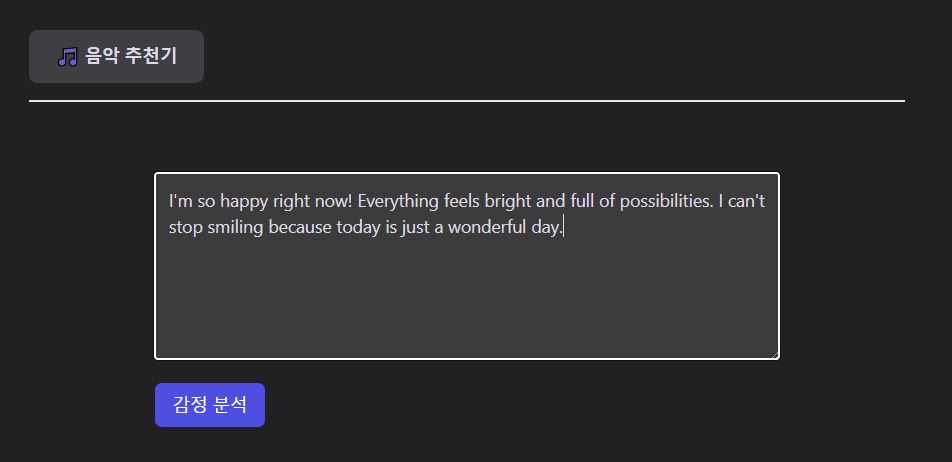 🎵 음악 추천기
I'm so happy right now! Everything feels bright and full of possibilities. I can't
stop smiling because today is just a wonderful day.
감정 분석